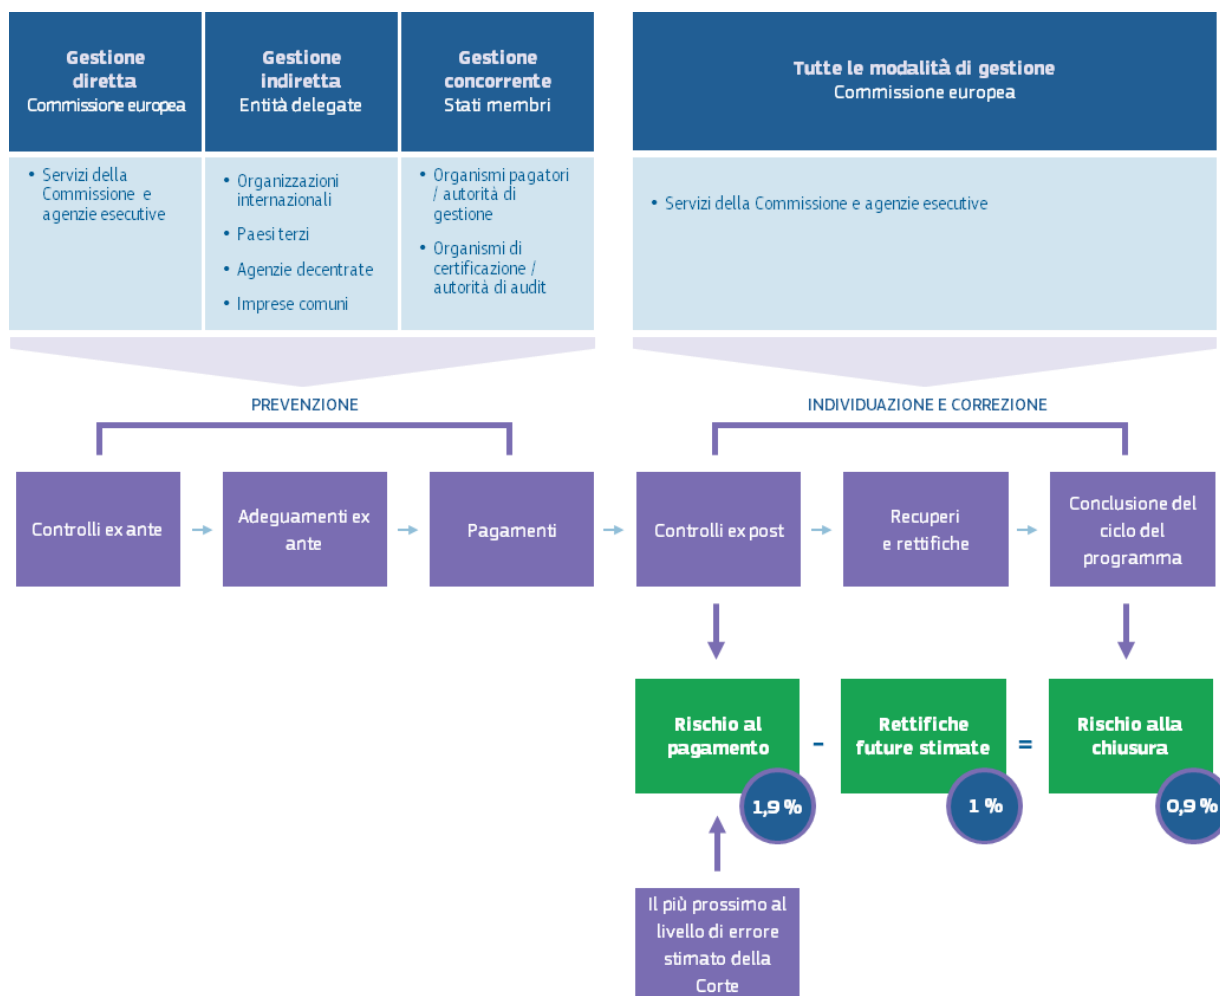 Gestione
diretta
Commissione europea
Gestione
indiretta
Entità delegate
Gestione
concorrente
Stati membri
Tutte le modalità di gestione
Commissione europea
• Servizi della
Commissione e
agenzie esecutive
• Organizzazioni
internazionali
• Paesi terzi
• Agenzie decentrate
• Imprese comuni
• Organismi pagatori
/ autorità di
gestione
• Organismi di
certificazione /
autorità di audit
• Servizi della Commissione e agenzie esecutive
PREVENZIONE
INDIVIDUAZIONE E CORREZIONE
Controlli ex ante
Adeguamenti ex
ante
Pagamenti
Controlli ex post
Recuperi
e rettifiche
Conclusione del
ciclo del
programma
Rischio al
pagamento
1,9 %
-
Rettifiche
future stimate
1 %
=
Rischio alla
chiusura
0,9 %
Il più prossimo al
livello di errore
stimato della
Corte